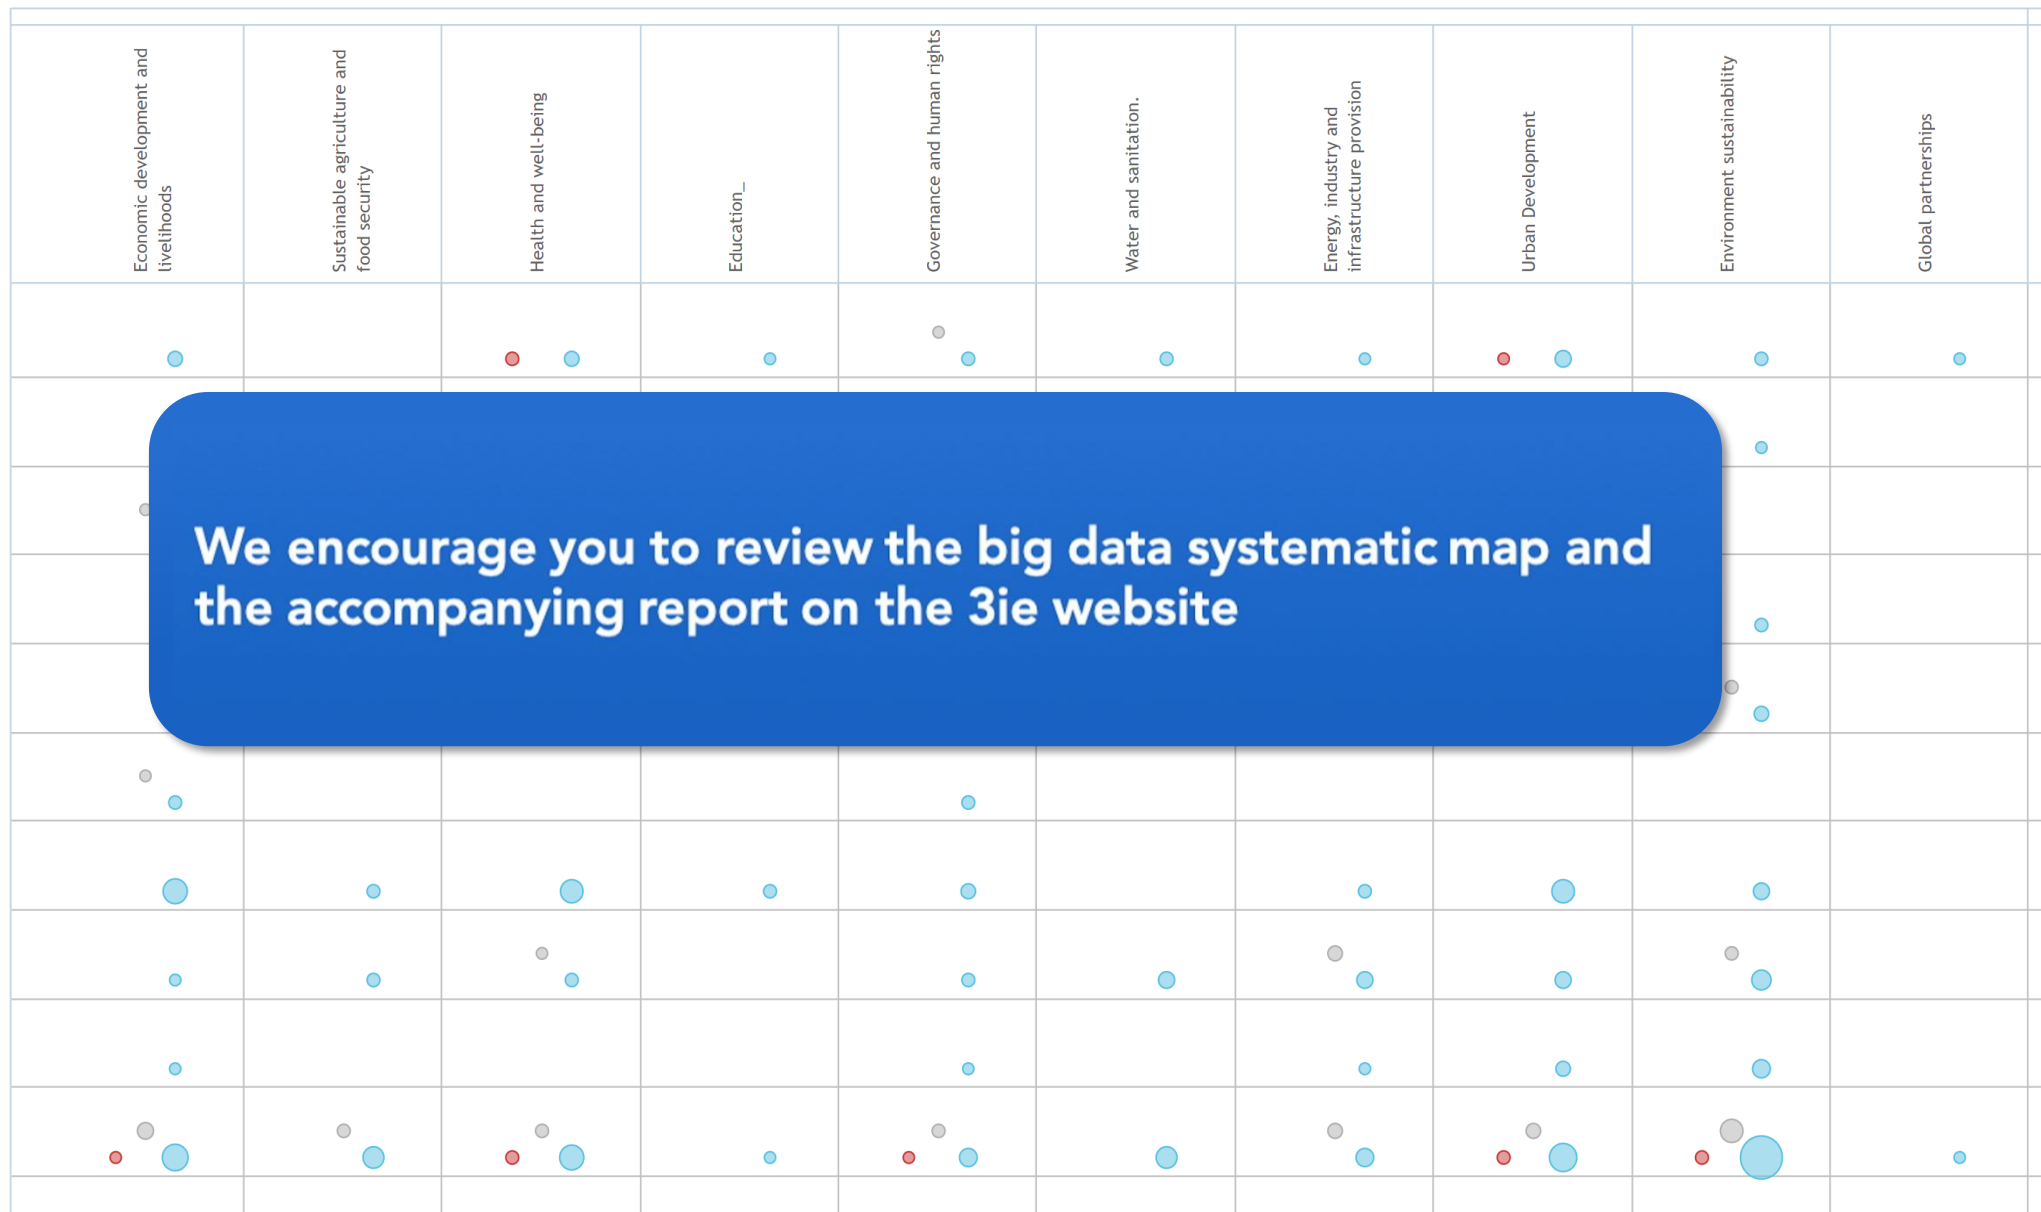 Economic development and
livelihoods
Sustainable agriculture and
food security
Health and well-being
Education_
Governance and human rights
Water and sanitation.
Energy, industry and
infrastructure provision
Urban Development
Environment sustainability
Global partnerships
We encourage you to review the big data systematic map and
the accompanying report on the 3ie website